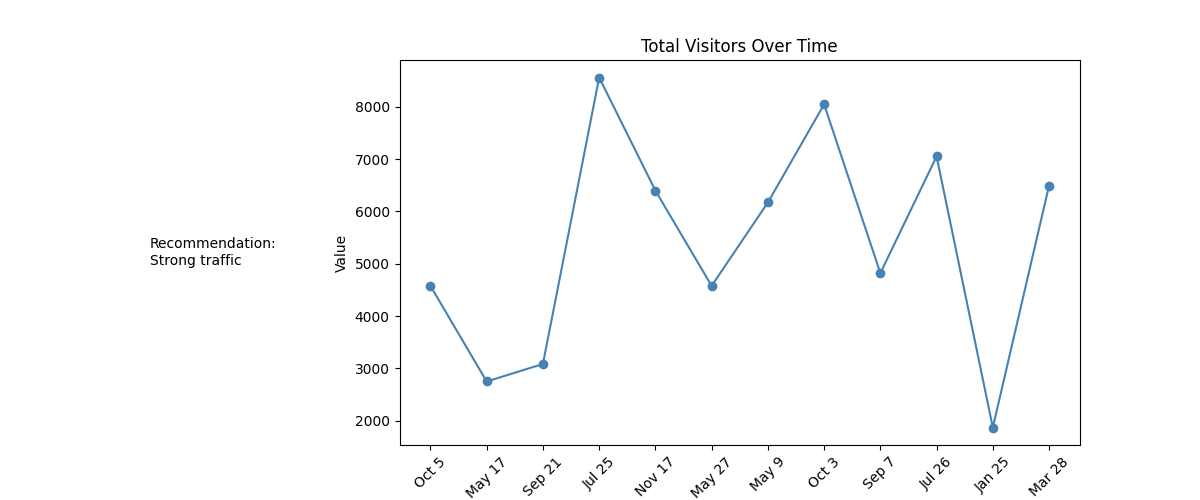 Total Visitors Over Time
Recommendation:
Strong traffic
Value
8000
7000
6000
5000
4000
3000
2000
Oct 5
May 17
Sep 21
Jul 25
Nov 17
May 27
May 9
Oct 3
Sep 7
Jul 26
Jan 25
Mar 28